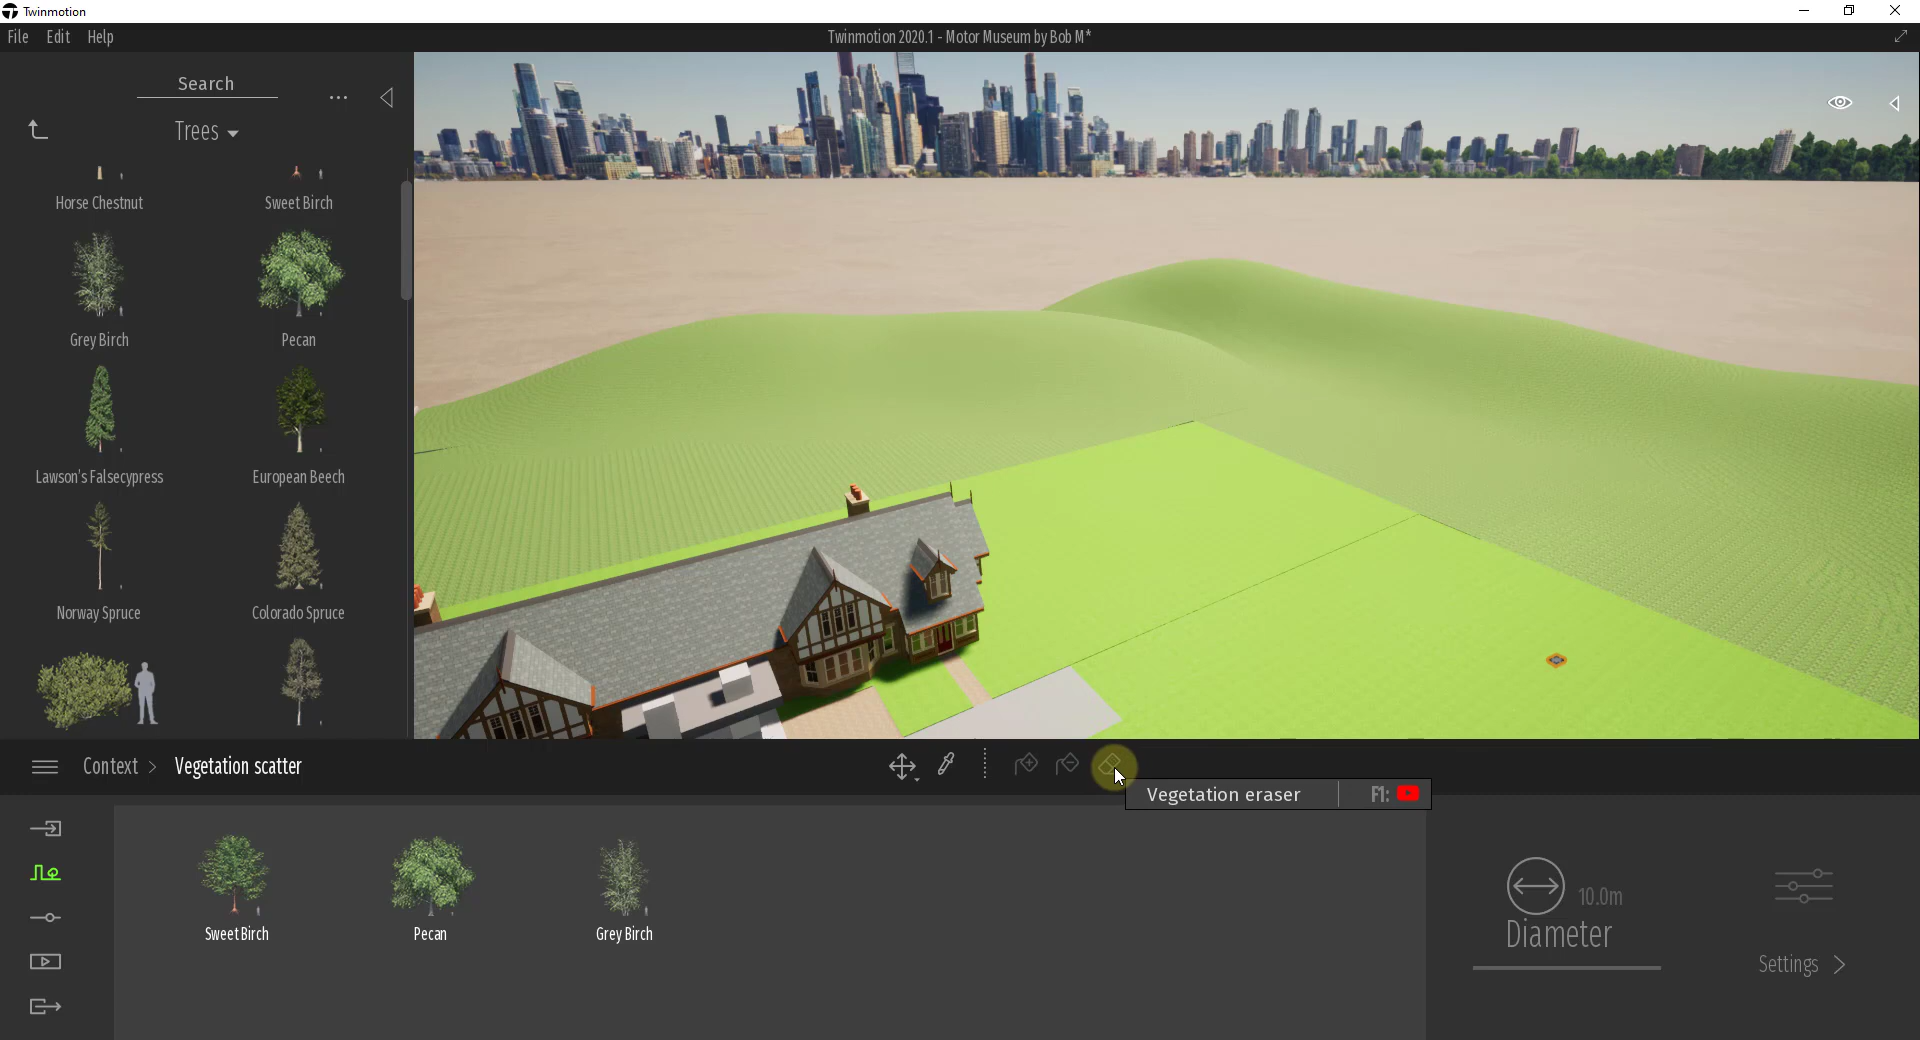 Twinmotion
File Edit Help
Twinmotion 2020.1 - Motor Museum by Bob M*
Search
...
Trees
Horse Chestnut
Sweet Birch
Grey Birch
Pecan
Lawson's Falsecypress
European Beech
Norway Spruce
Colorado Spruce
Context > Vegetation scatter
Vegetation eraser F1:
Sweet Birch
Pecan
Grey Birch
10.0m
Diameter
Settings >